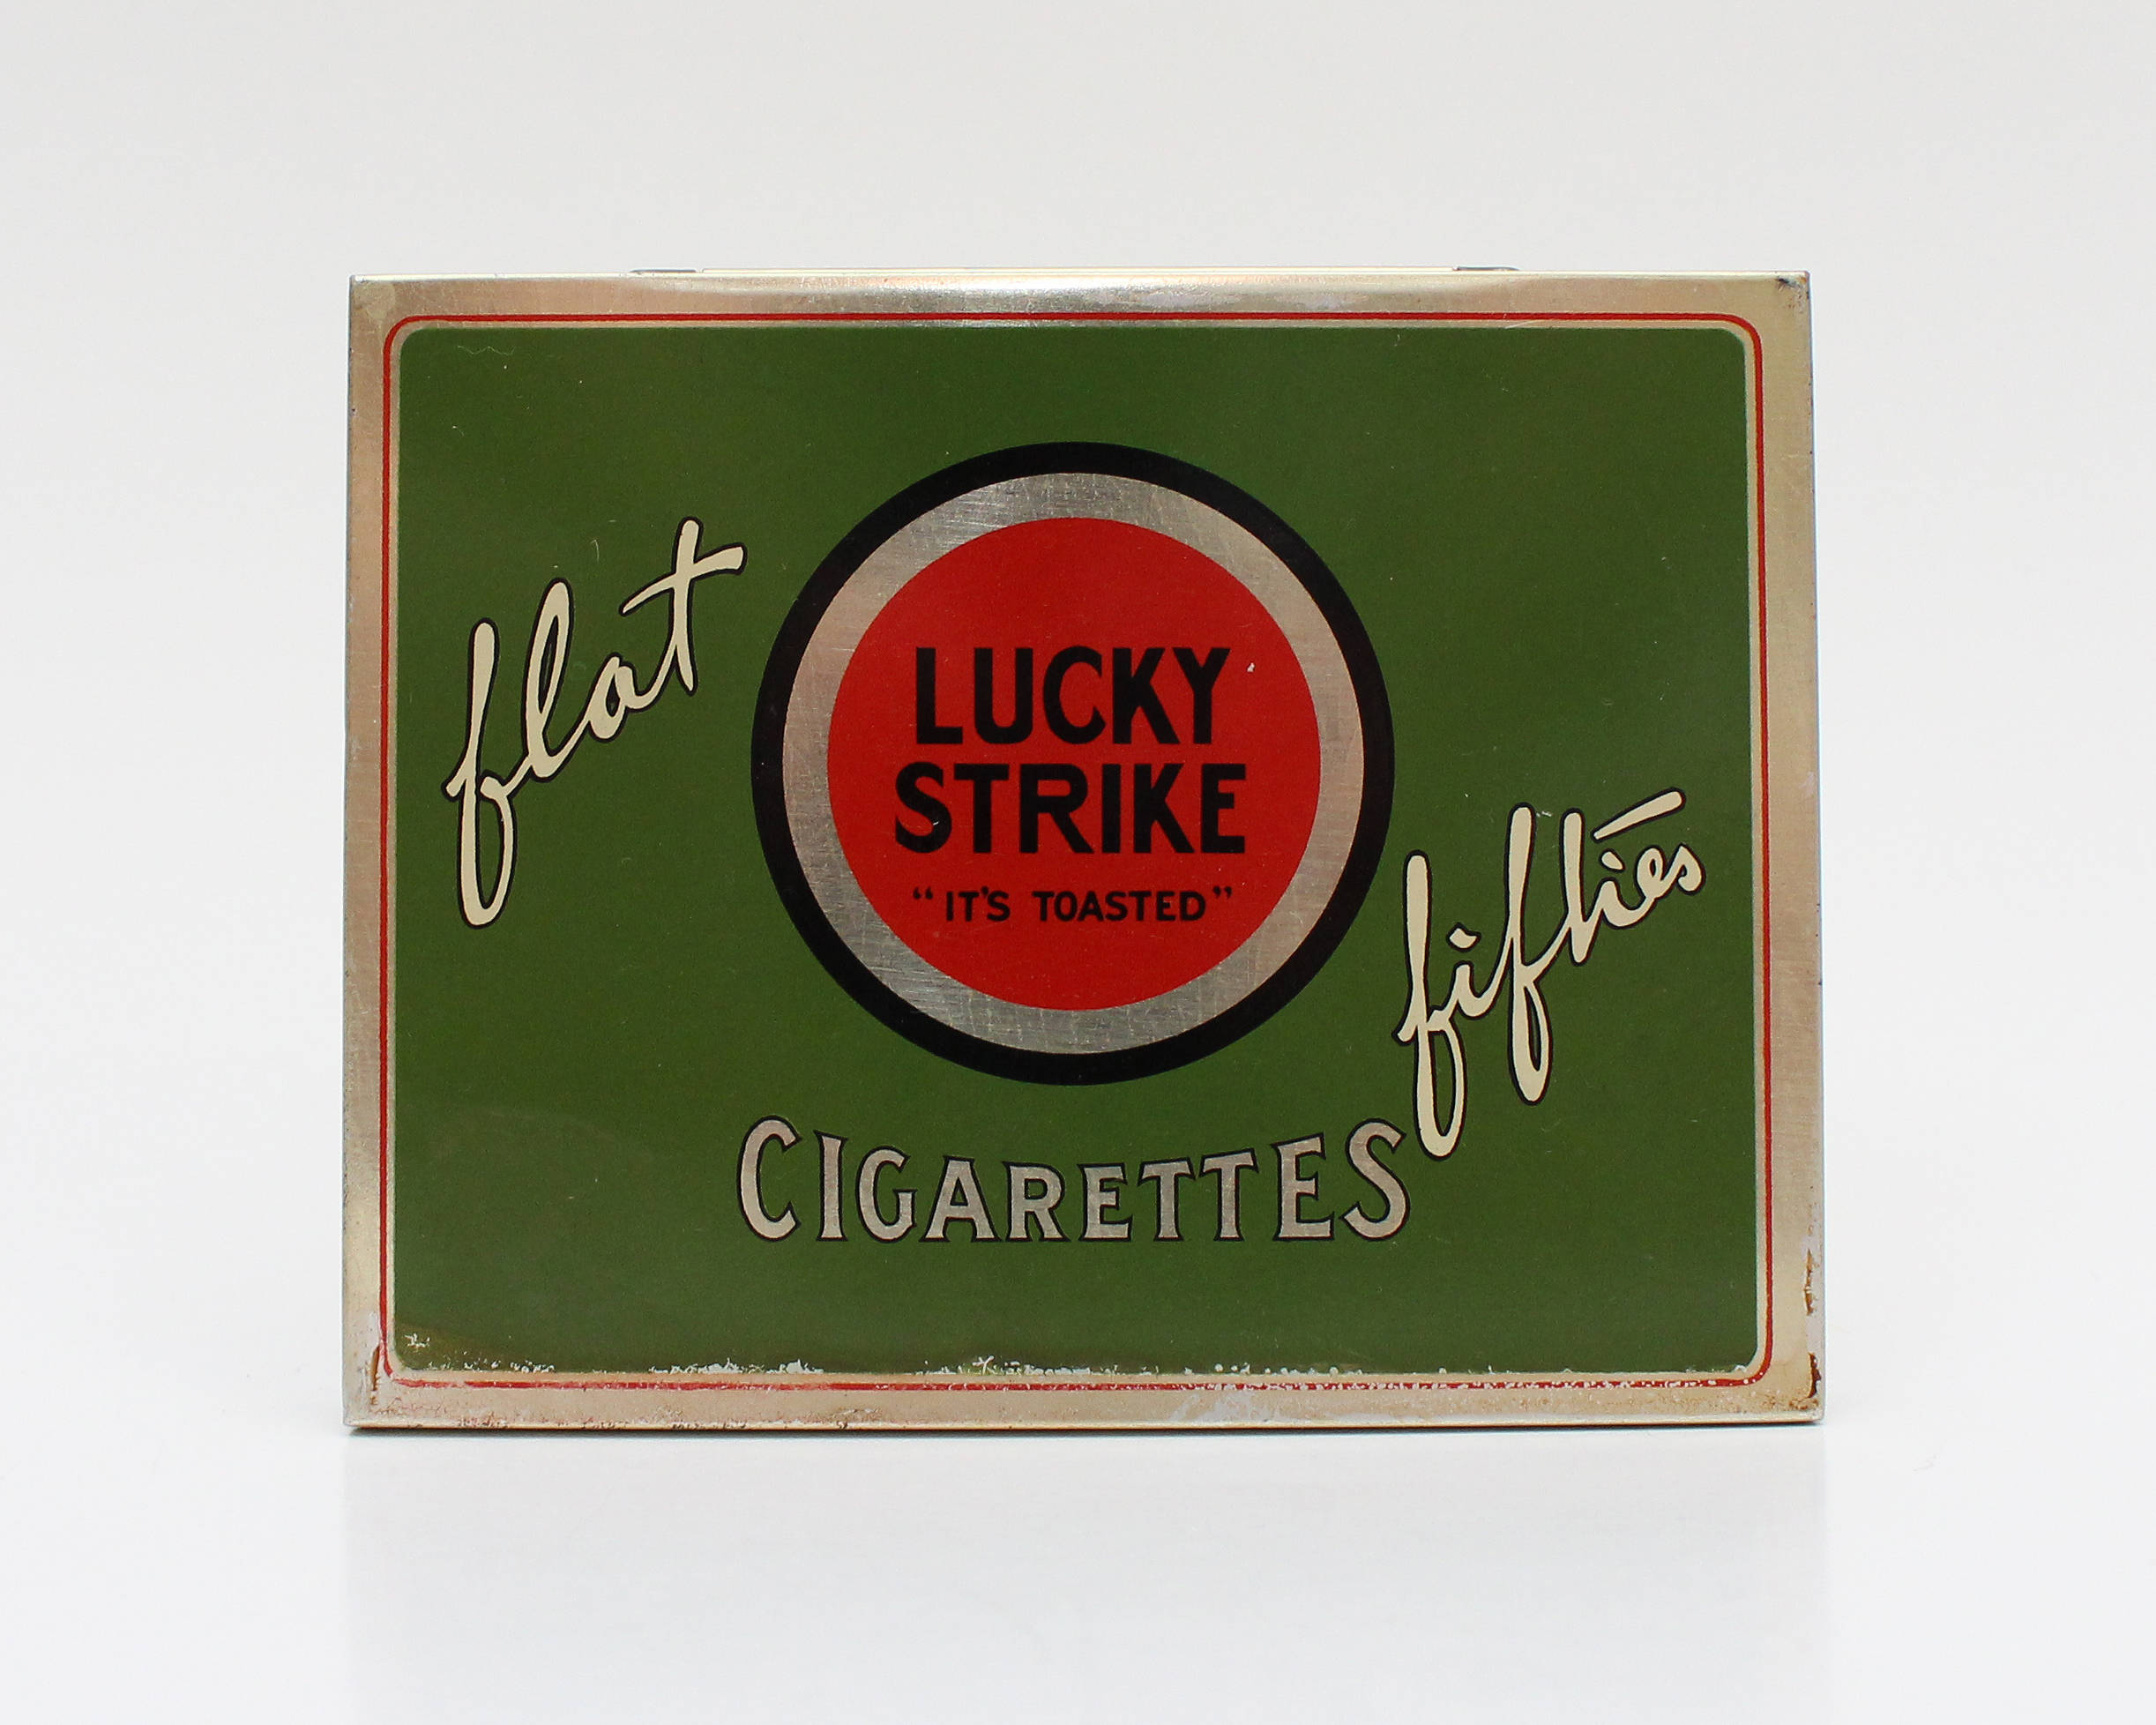 flat
LUCKY
STRIKE
“IT'S TOASTED”
fifties
CIGARETTES